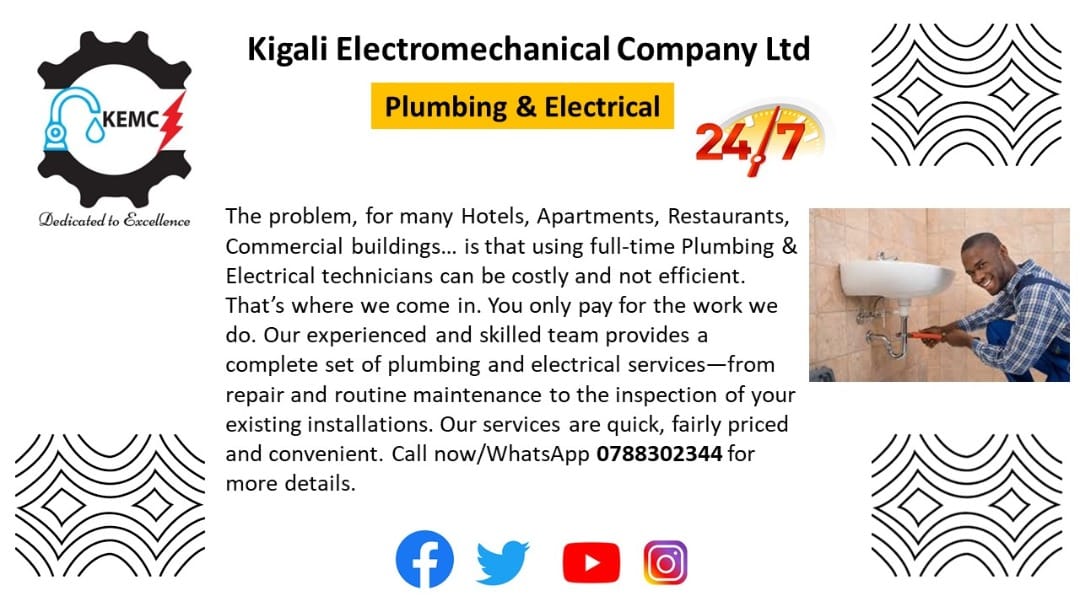 Kigali Electromechanical Company Ltd
Plumbing & Electrical
24/7
KEMC
Dedicated to Excellence
The problem, for many Hotels, Apartments, Restaurants,
Commercial buildings... is that using full-time Plumbing &
Electrical technicians can be costly and not efficient.
That’s where we come in. You only pay for the work we
do. Our experienced and skilled team provides a
complete set of plumbing and electrical services—from
repair and routine maintenance to the inspection of your
existing installations. Our services are quick, fairly priced
and convenient. Call now/WhatsApp 0788302344 for
more details.